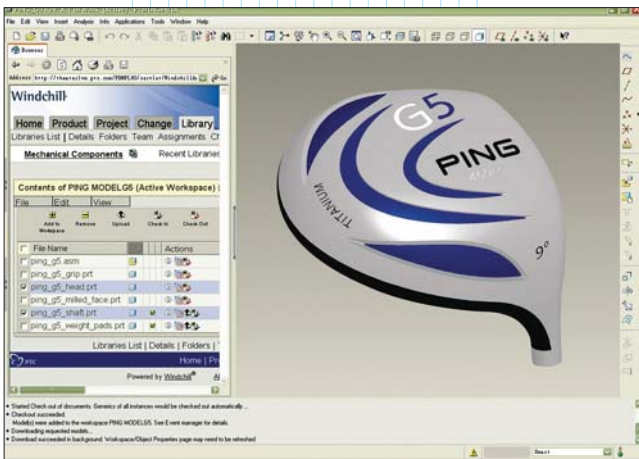 File Edit View Insert Analysis Info Applications Tools Window Help
Browser
Windchill
Home Product Project Change Library
Libraries List | Details Folders Team Assignments
Mechanical Components Recent Libraries
Contents of PING MODELG5 (Active Workspace)
File Edit View
Add to Workspace Remove Upload Check In Check Out
File Name Actions
ping_g5.asm
ping_g5_grip.prt
ping_g5_head.prt
ping_g5_milled_face.prt
ping_g5_shaft.prt
ping_g5_weight_pads.prt
Libraries List | Details | Folders |
PTC Home |
Powered by Windchill®
G5
PING
TITANIUM
9°
• Started Check-out of documents. Generics of all instances would be checked out automatically ...
• Checkout succeeded.
Model(s) were added to the workspace PING MODELG5. See Event manager for details.
• Downloading requested models...
• Download succeeded in background. Workspace/Object Properties page may need to be refreshed
Smart